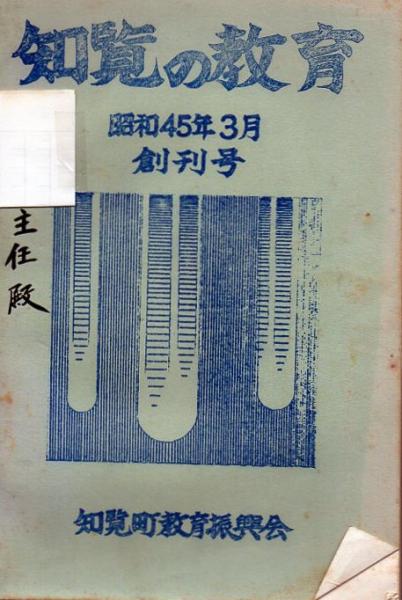 知覧の教育
昭和45年3月
創刊号
主任殿
知覧町教育振興会